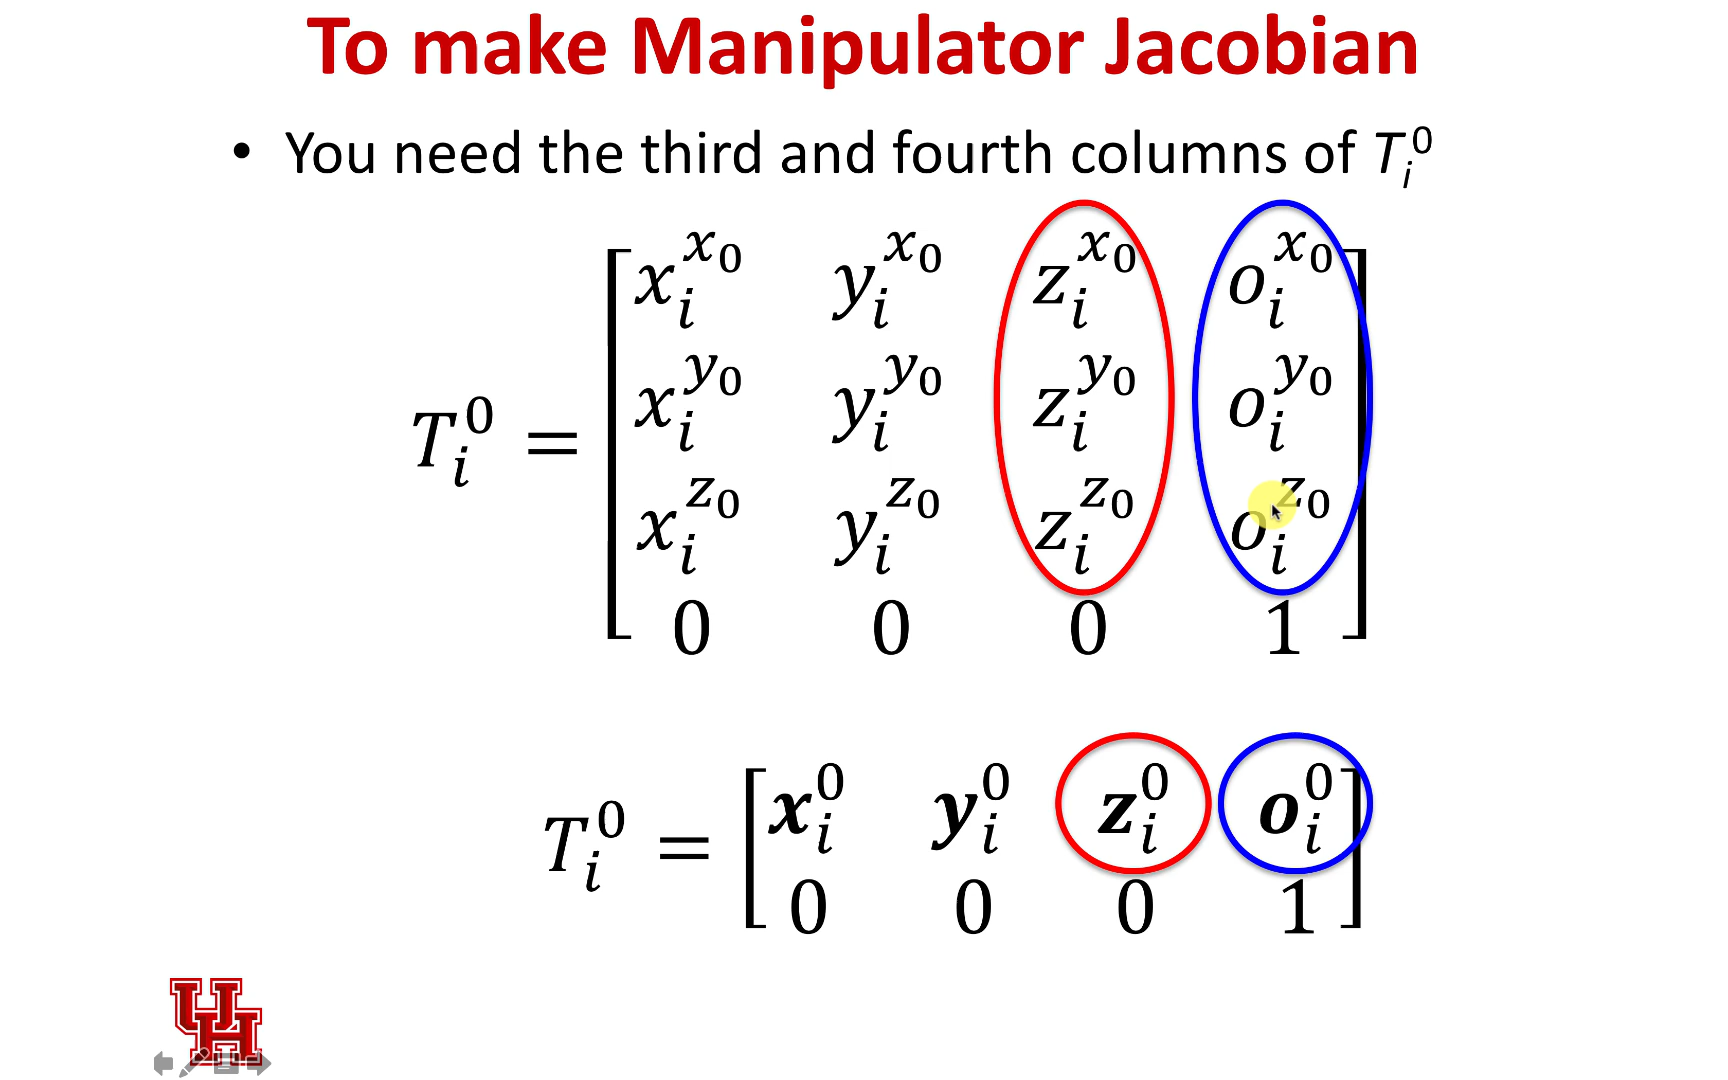 To make Manipulator Jacobian
• You need the third and fourth columns of T_i^0
T_i^0 = [ x_i^{x_0} y_i^{x_0} z_i^{x_0} o_i^{x_0}
x_i^{y_0} y_i^{y_0} z_i^{y_0} o_i^{y_0}
x_i^{z_0} y_i^{z_0} z_i^{z_0} o_i^{z_0}
0 0 0 1 ]
T_i^0 = [ x_i^0 y_i^0 z_i^0 o_i^0
0 0 0 1 ]
UH